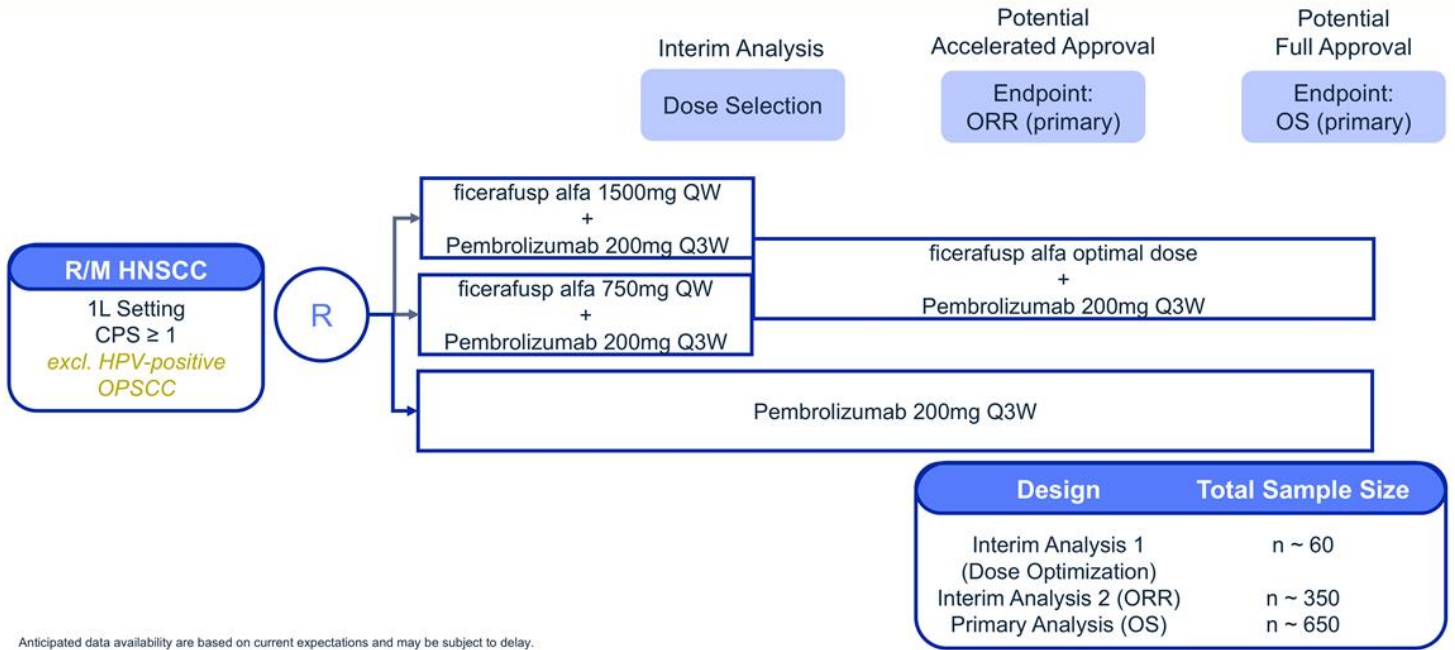 Interim Analysis
Dose Selection
Potential
Accelerated Approval
Endpoint:
ORR (primary)
Potential
Full Approval
Endpoint:
OS (primary)
R/M HNSCC
1L Setting
CPS ≥ 1
excl. HPV-positive
OPSCC
R
ficerafusp alfa 1500mg QW
+
Pembrolizumab 200mg Q3W
ficerafusp alfa 750mg QW
+
Pembrolizumab 200mg Q3W
ficerafusp alfa optimal dose
+
Pembrolizumab 200mg Q3W
Pembrolizumab 200mg Q3W
Design Total Sample Size
Interim Analysis 1 n ~ 60
(Dose Optimization)
Interim Analysis 2 (ORR) n ~ 350
Primary Analysis (OS) n ~ 650
Anticipated data availability are based on current expectations and may be subject to delay.